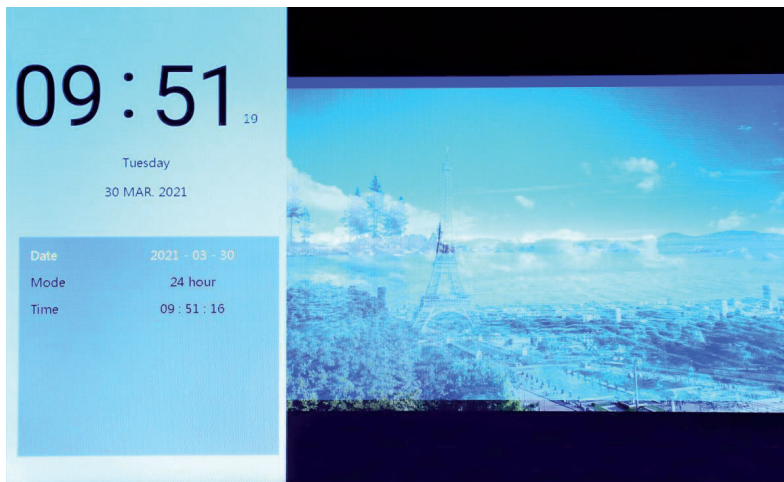 09 : 51 19
Tuesday
30 MAR. 2021
Date 2021 - 03 - 30
Mode 24 hour
Time 09 : 51 : 16